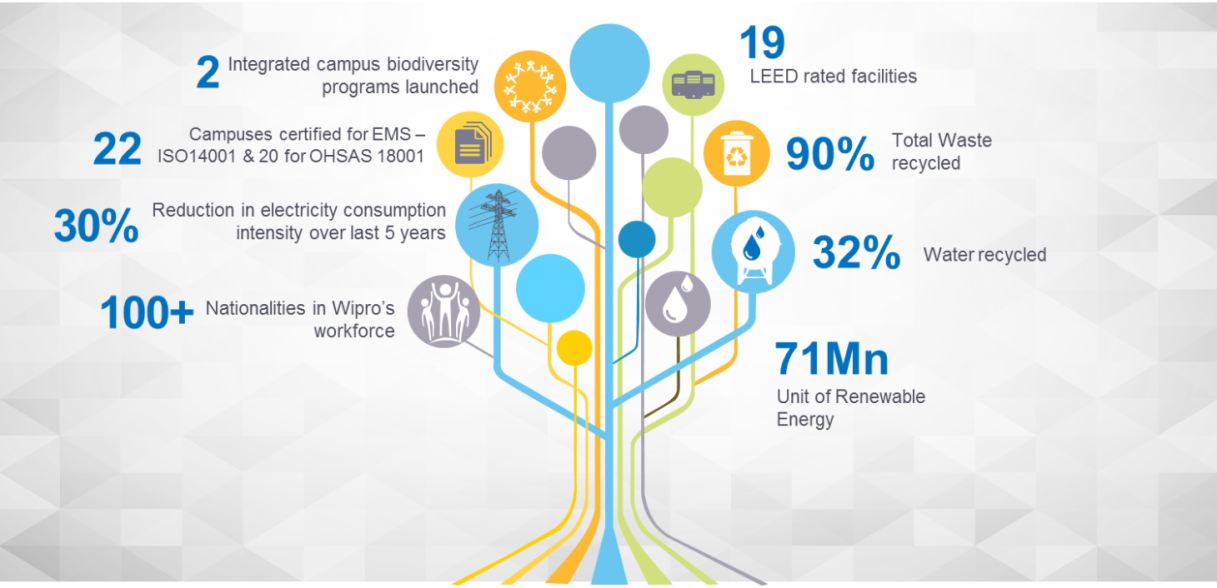 2
Integrated campus biodiversity
programs launched
22
Campuses certified for EMS –
ISO14001 & 20 for OHSAS 18001
30%
Reduction in electricity consumption
intensity over last 5 years
100+
Nationalities in Wipro's
workforce
19
LEED rated facilities
90%
Total Waste
recycled
32%
Water recycled
71Mn
Unit of Renewable
Energy